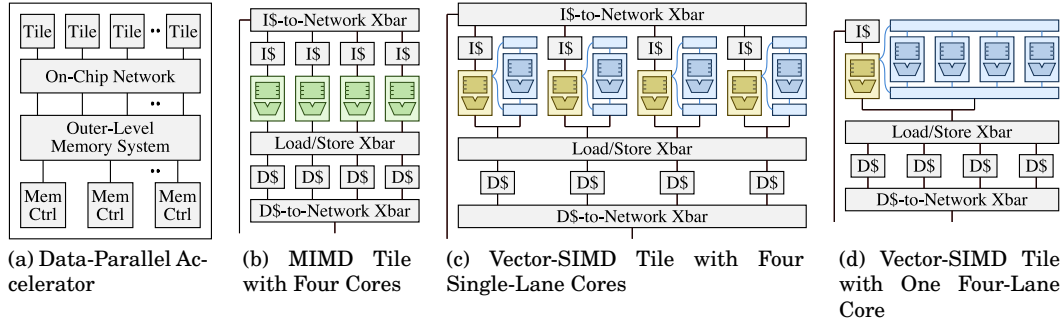 Tile Tile Tile •• Tile
On-Chip Network
••
Outer-Level
Memory System
••
Mem Mem Mem
Ctrl Ctrl Ctrl
(a) Data-Parallel Ac-
celerator
I$-to-Network Xbar
I$ I$ I$ I$
Load/Store Xbar
D$ D$ D$ D$
D$-to-Network Xbar
(b) MIMD Tile
with Four Cores
I$-to-Network Xbar
I$ I$ I$ I$
Load/Store Xbar
D$ D$ D$ D$
D$-to-Network Xbar
(c) Vector-SIMD Tile with Four
Single-Lane Cores
I$
Load/Store Xbar
D$ D$ D$ D$
D$-to-Network Xbar
(d) Vector-SIMD Tile
with One Four-Lane
Core